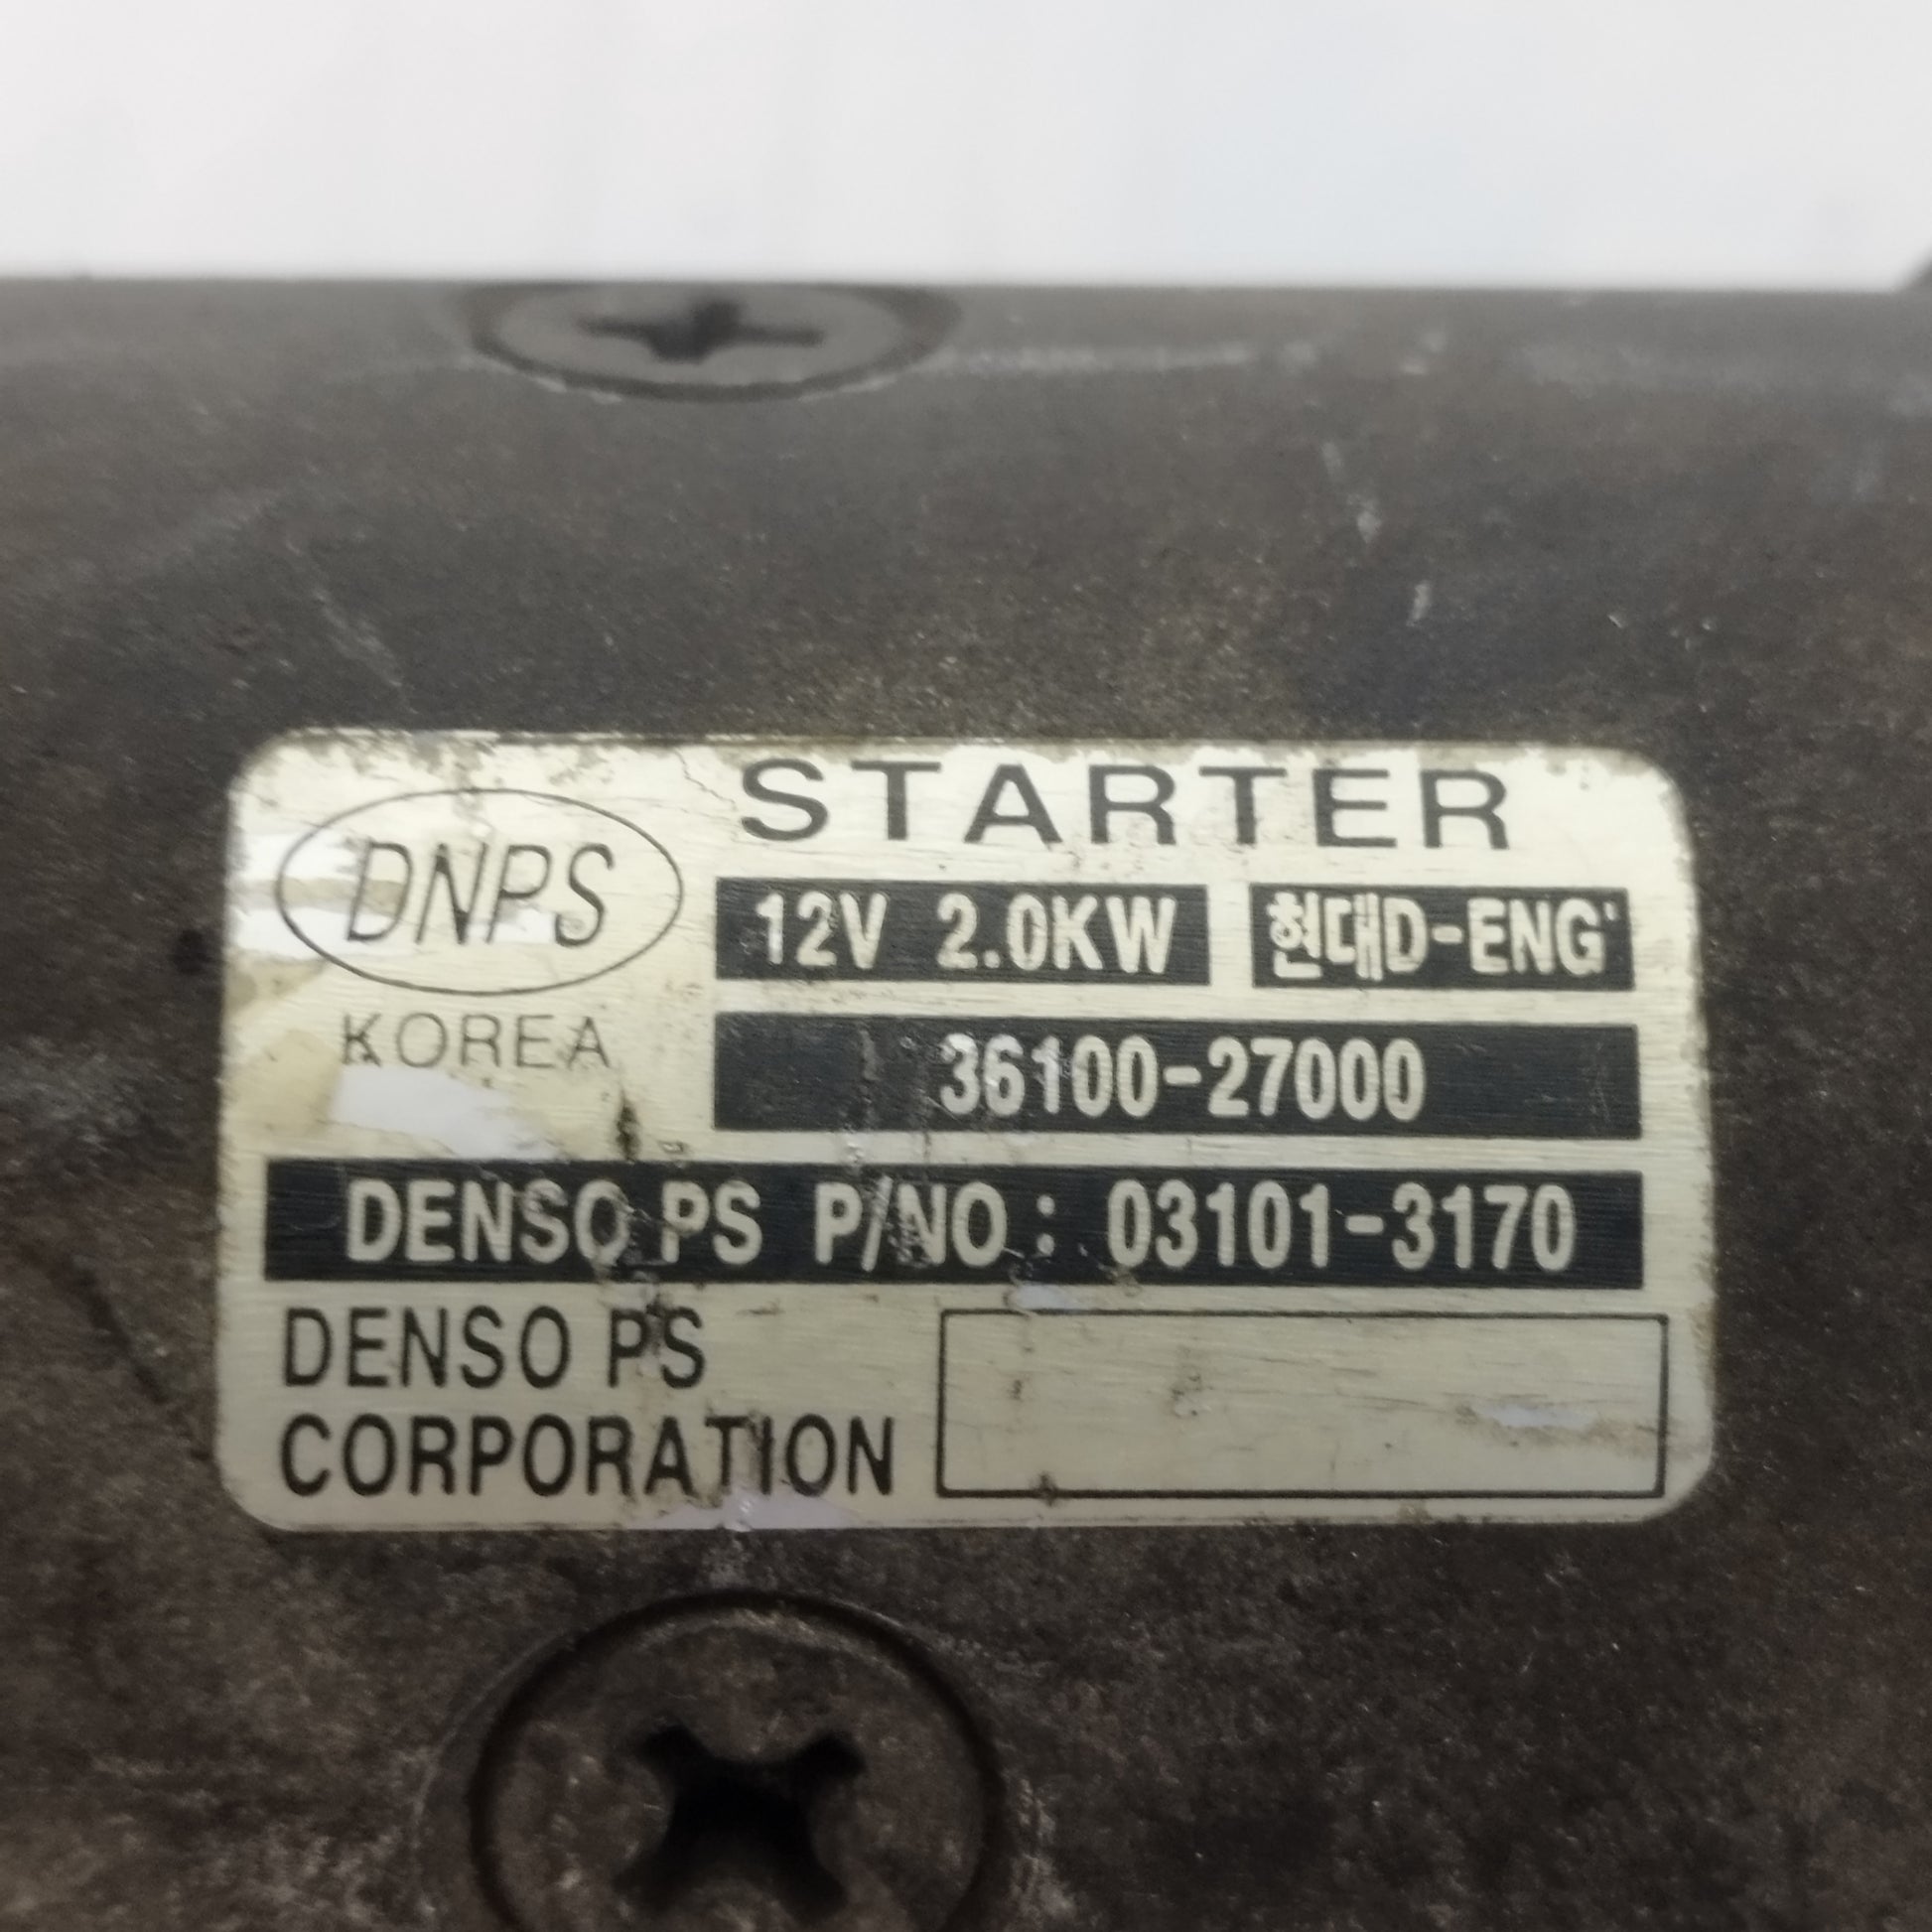 STARTER
DNPS
12V 2.0KW
현대D-ENG'
KOREA
36100-27000
DENSO PS P/NO: 03101-3170
DENSO PS
CORPORATION